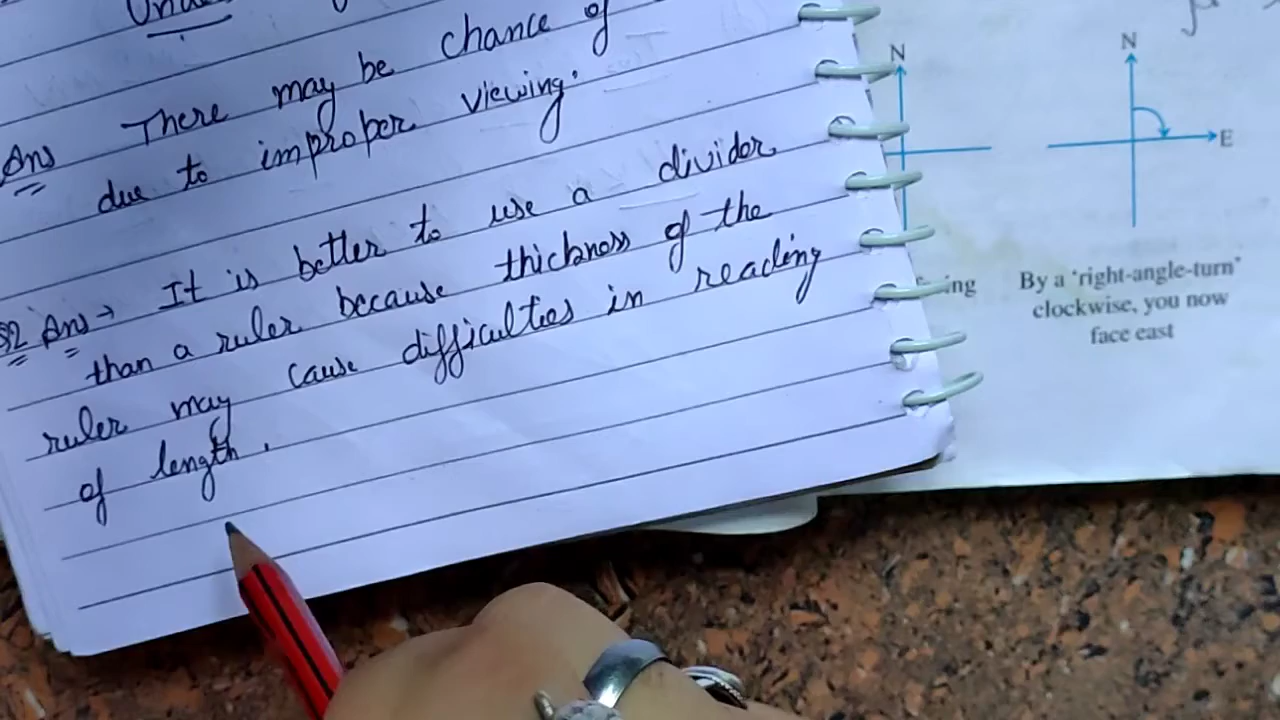 Ans There may be chance of
due to improper viewing.
Ans → It is better to use a divider
than a ruler because thickness of the
ruler may cause difficulties in reading
of length.
N
N
E
ing
By a 'right-angle-turn'
clockwise, you now
face east